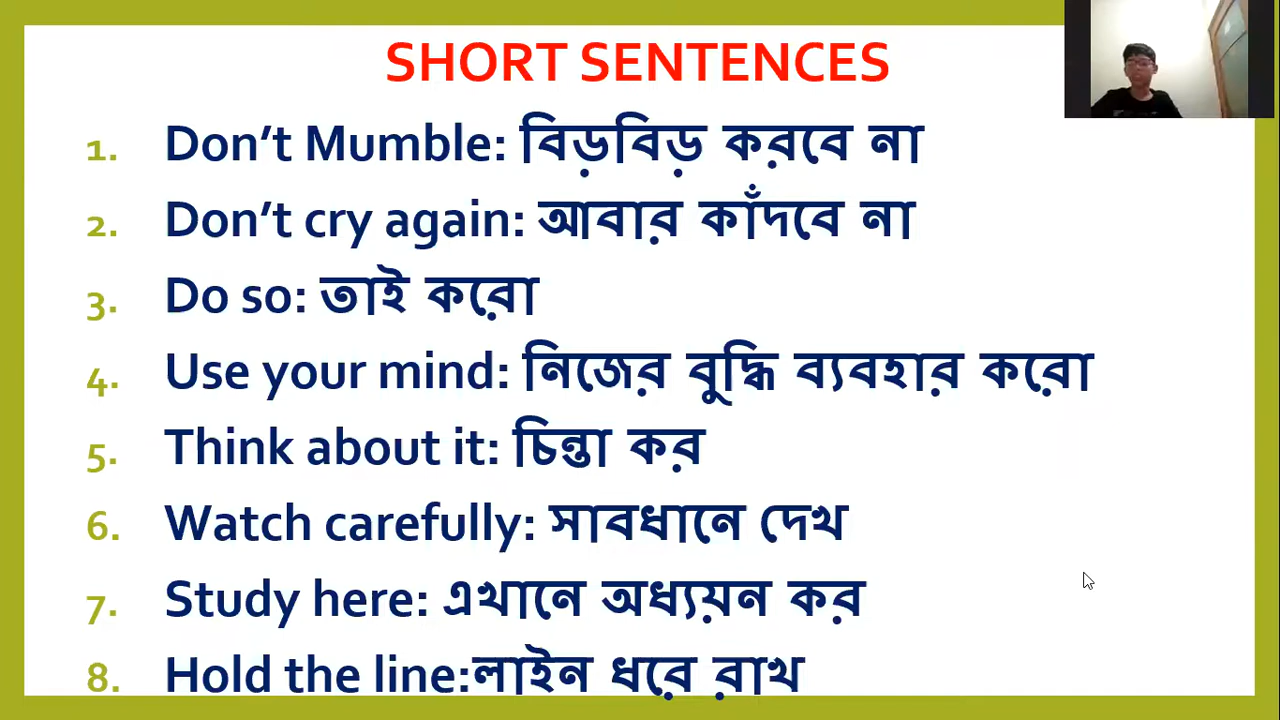 SHORT SENTENCES
1. Don't Mumble: বিড়বিড় করবে না
2. Don't cry again: আবার কাঁদবে না
3. Do so: তাই করো
4. Use your mind: নিজের বুদ্ধি ব্যবহার করো
5. Think about it: চিন্তা কর
6. Watch carefully: সাবধানে দেখ
7. Study here: এখানে অধ্যয়ন কর
8. Hold the line:লাইন ধরে রাখ